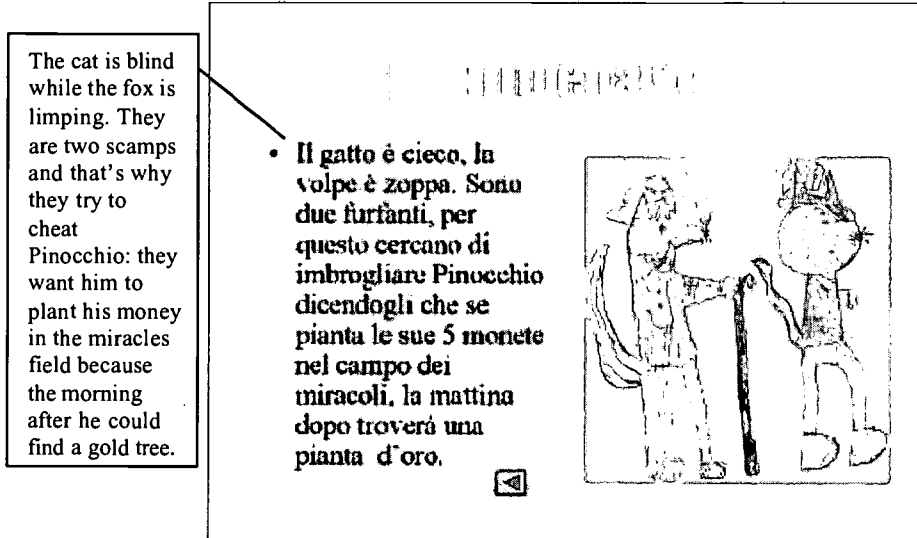 The cat is blind
while the fox is
limping. They
are two scamps
and that's why
they try to
cheat
Pinocchio: they
want him to
plant his money
in the miracles
field because
the morning
after he could
find a gold tree.
• Il gatto è cieco, la
volpe è zoppa. Sono
due furfanti, per
questo cercano di
imbrogliare Pinocchio
dicendogli che se
pianta le sue 5 monete
nel campo dei
miracoli, la mattina
dopo troverà una
pianta d'oro.